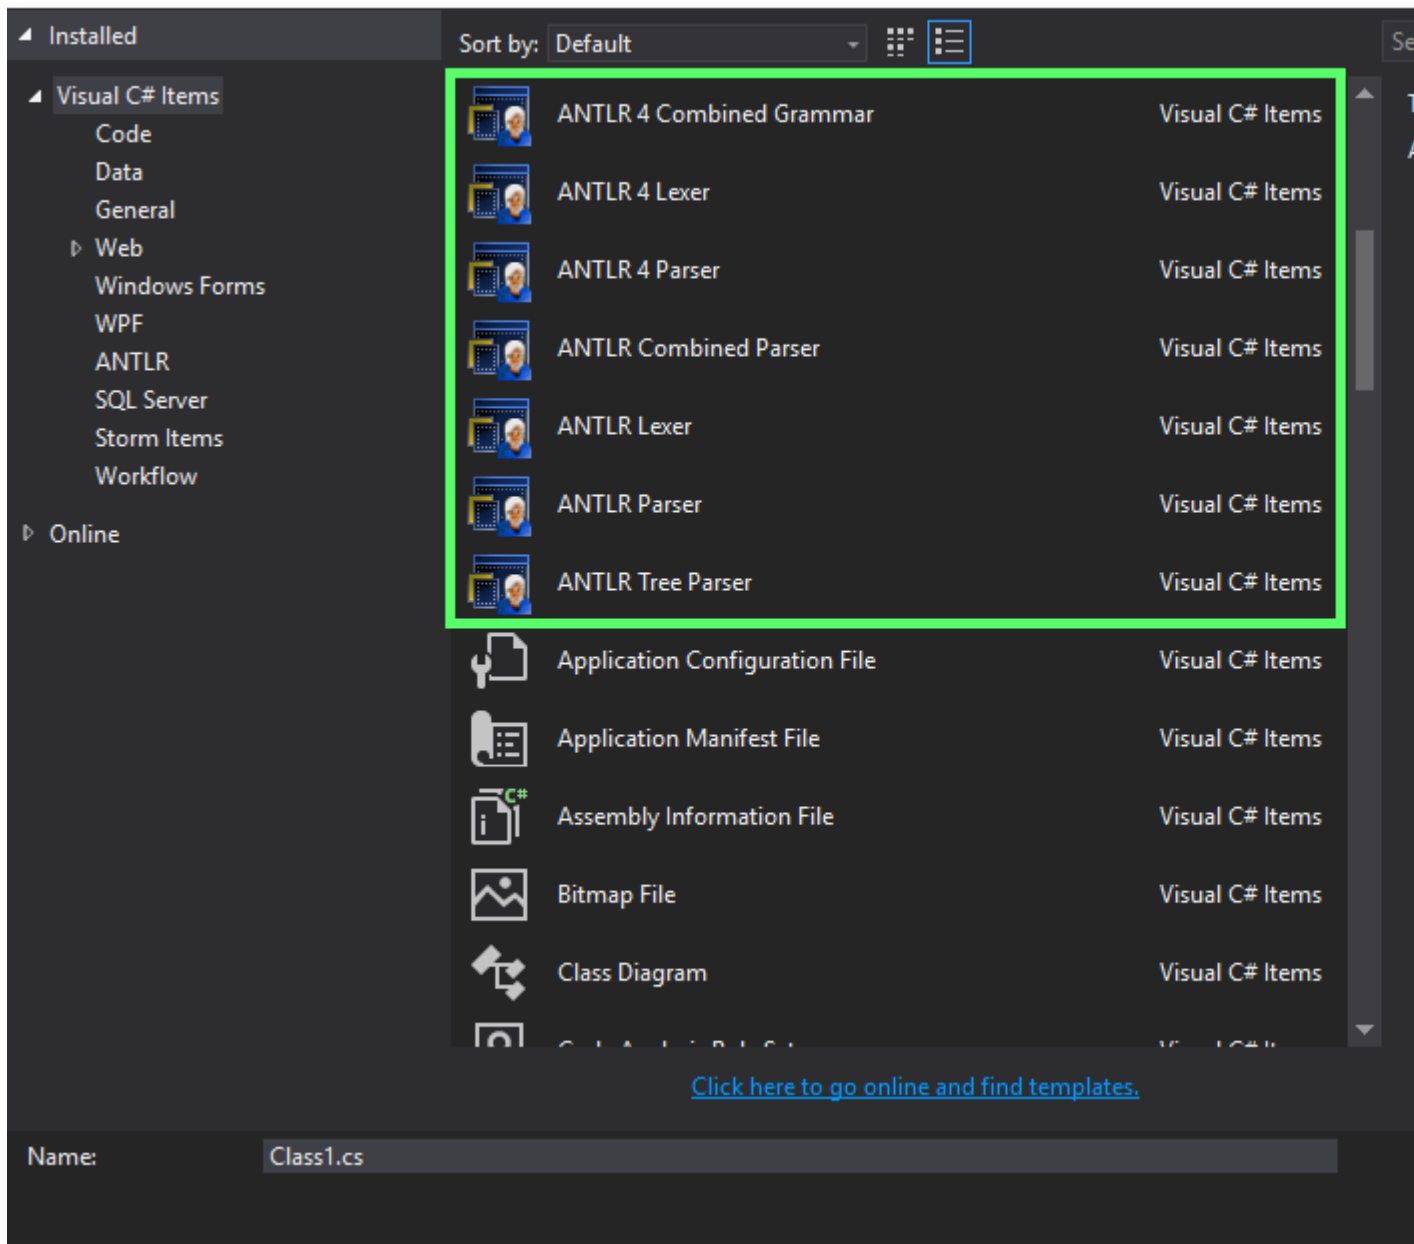 Installed
Sort by: Default
Visual C# Items
Code
Data
General
Web
Windows Forms
WPF
ANTLR
SQL Server
Storm Items
Workflow
Online
ANTLR 4 Combined Grammar Visual C# Items
ANTLR 4 Lexer Visual C# Items
ANTLR 4 Parser Visual C# Items
ANTLR Combined Parser Visual C# Items
ANTLR Lexer Visual C# Items
ANTLR Parser Visual C# Items
ANTLR Tree Parser Visual C# Items
Application Configuration File Visual C# Items
Application Manifest File Visual C# Items
C#
Assembly Information File Visual C# Items
Bitmap File Visual C# Items
Class Diagram Visual C# Items
Click here to go online and find templates.
Name: Class1.cs